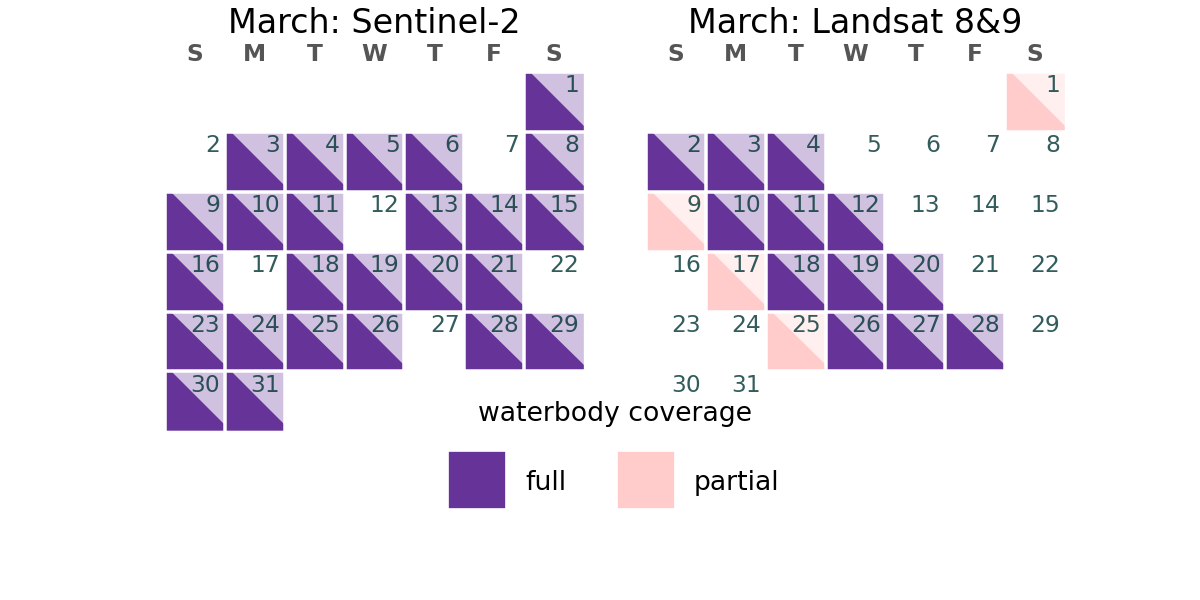 March: Sentinel-2
S M T W T F S
1
2 3 4 5 6 7 8
9 10 11 12 13 14 15
16 17 18 19 20 21 22
23 24 25 26 27 28 29
30 31
March: Landsat 8&9
S M T W T F S
1
2 3 4 5 6 7 8
9 10 11 12 13 14 15
16 17 18 19 20 21 22
23 24 25 26 27 28 29
30 31
waterbody coverage
full partial